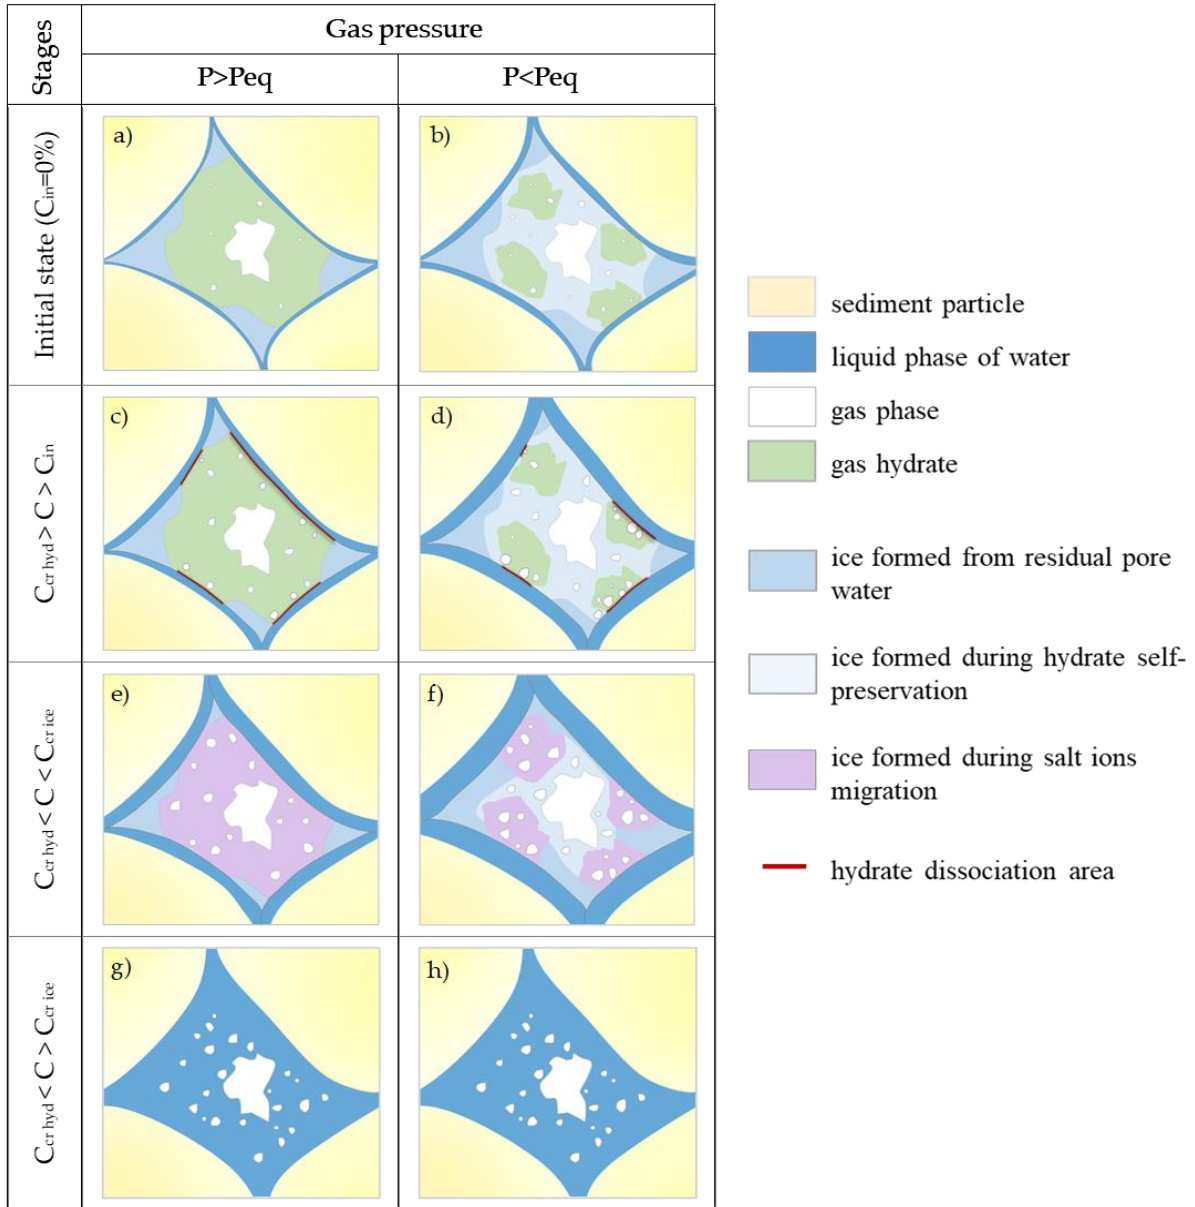 Stages
Gas pressure
P>Peq
P<Peq
Initial state (Cin=0%)
a)
b)
Ccr hyd > C > Cin
c)
d)
Ccr hyd < C < Ccr ice
e)
f)
Ccr hyd < C > Ccr ice
g)
h)
sediment particle
liquid phase of water
gas phase
gas hydrate
ice formed from residual pore
water
ice formed during hydrate self-
preservation
ice formed during salt ions
migration
hydrate dissociation area